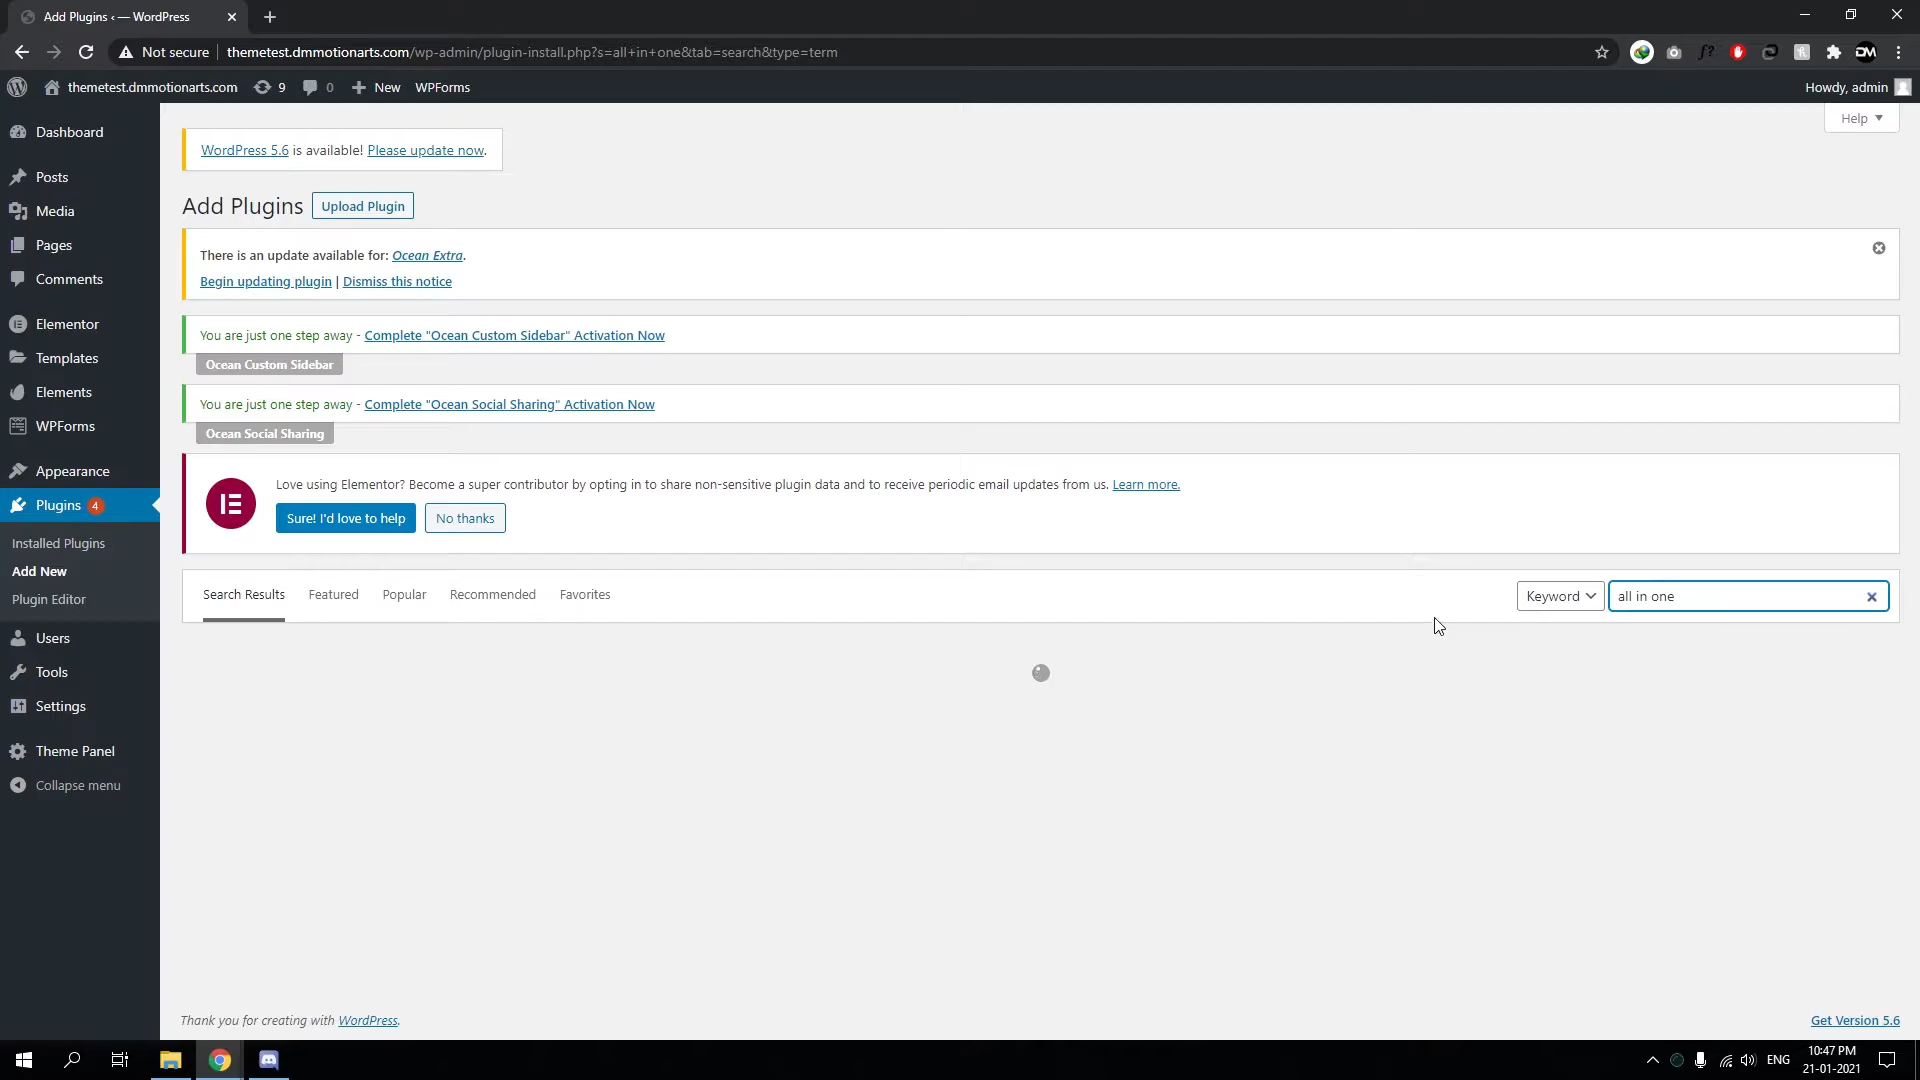 Add Plugins ‹ — WordPress
Not secure themetest.dmmotionarts.com/wp-admin/plugin-install.php?s=all+in+one&tab=search&type=term
themetest.dmmotionarts.com 9 0 New WPForms Howdy, admin
Help
Dashboard
Posts
Media
Pages
Comments
Elementor
Templates
Elements
WPForms
Appearance
Plugins 4
Installed Plugins
Add New
Plugin Editor
Users
Tools
Settings
Theme Panel
Collapse menu
WordPress 5.6 is available! Please update now.
Add Plugins Upload Plugin
There is an update available for: Ocean Extra.
Begin updating plugin | Dismiss this notice
You are just one step away - Complete "Ocean Custom Sidebar" Activation Now
Ocean Custom Sidebar
You are just one step away - Complete "Ocean Social Sharing" Activation Now
Ocean Social Sharing
Love using Elementor? Become a super contributor by opting in to share non-sensitive plugin data and to receive periodic email updates from us. Learn more.
Sure! I'd love to help No thanks
Search Results Featured Popular Recommended Favorites Keyword all in one
Thank you for creating with WordPress. Get Version 5.6
ENG 10:47 PM
21-01-2021